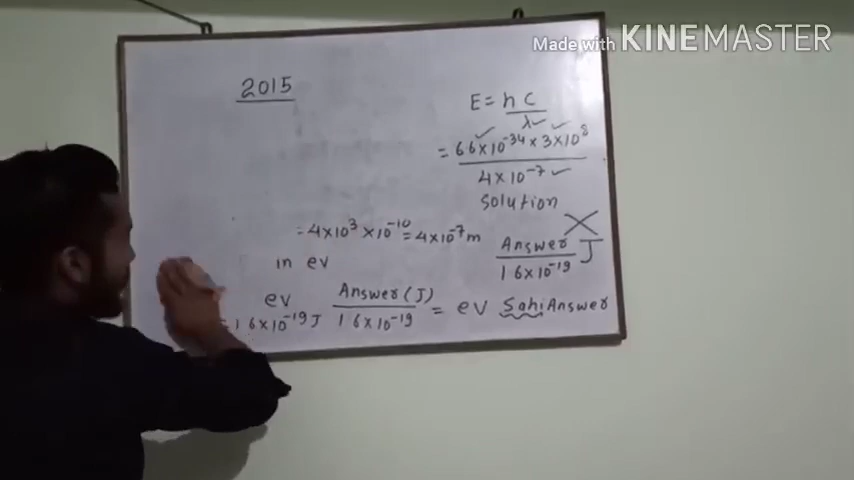 Made with KINEMASTER
2015
E = hc
λ
= 6 6×10⁻³⁴ × 3×10⁸
4×10⁻⁷
solution
= 4×10³ ×10⁻¹⁰ = 4×10⁻⁷m
Answer J
1 6×10⁻¹⁹
in ev
ev Answer (J) = ev Sahi Answer
1 6×10⁻¹⁹J 1 6×10⁻¹⁹